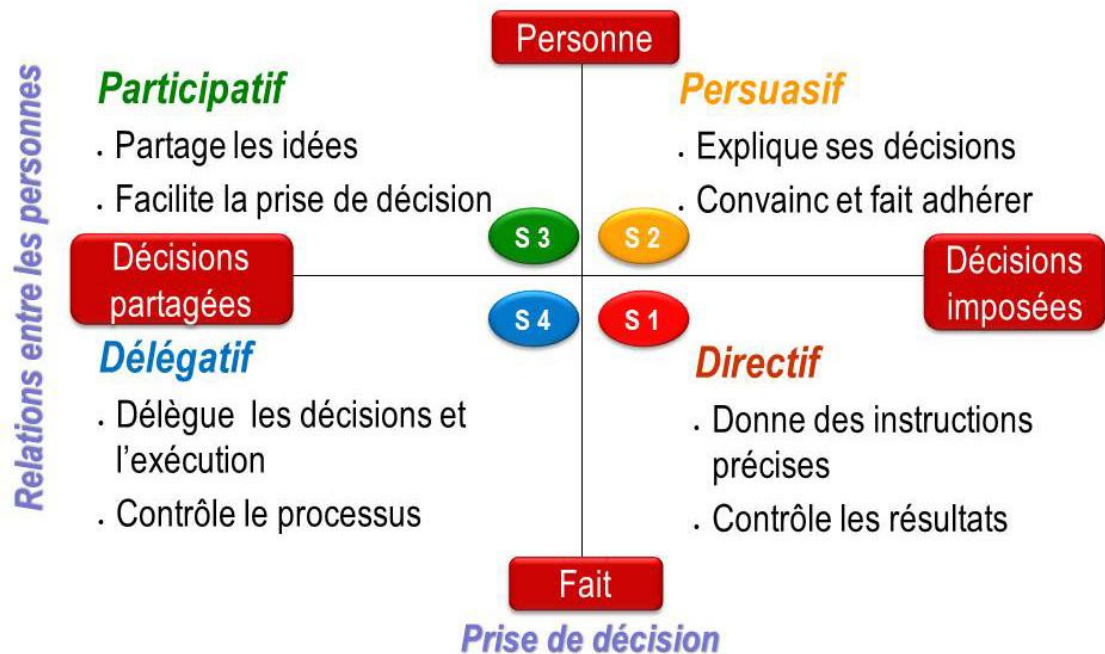 Personne
Relations entre les personnes
Participatif
• Partage les idées
• Facilite la prise de décision
Persuasif
• Explique ses décisions
• Convainc et fait adhérer
S 3
S 2
Décisions
partagées
Décisions
imposées
S 4
S 1
Délégatif
• Délègue les décisions et
l’exécution
• Contrôle le processus
Directif
• Donne des instructions
précises
• Contrôle les résultats
Fait
Prise de décision